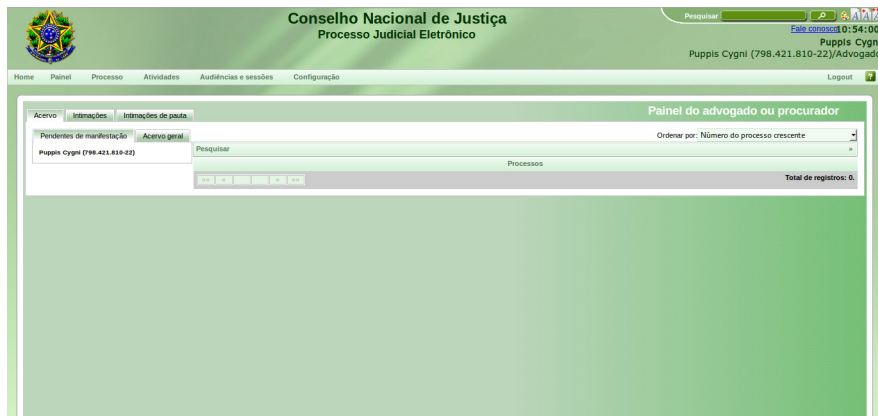 Conselho Nacional de Justiça
Processo Judicial Eletrônico
Pesquisar
Fale conosco 10:54:00
Puppis Cygn
Puppis Cygni (798.421.810-22)/Advogado
Home Painel Processo Atividades Audiências e sessões Configuração Logout ?
Acervo Intimações Intimações de pauta Painel do advogado ou procurador
Pendentes de manifestação Acervo geral Ordenar por: Número do processo crescente
Puppis Cygni (798.421.810-22) Pesquisar »
Processos
«« « » »» Total de registros: 0.